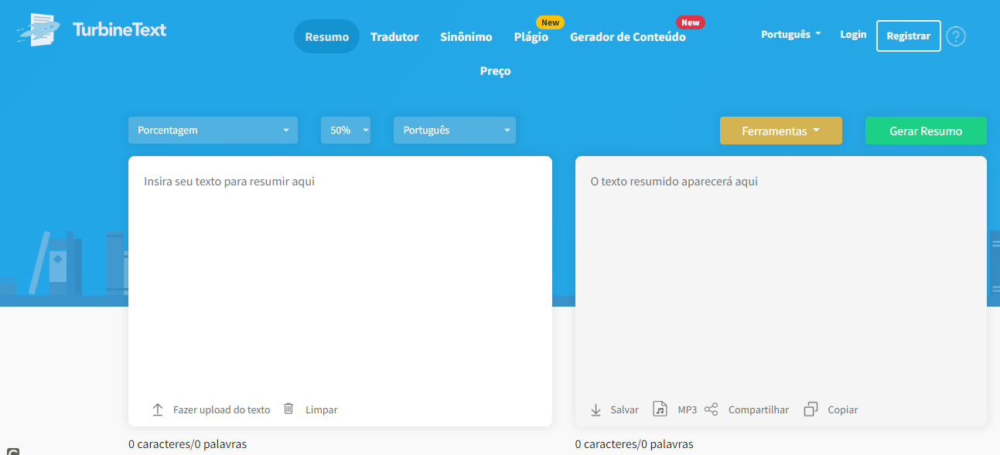 TurbineText
Resumo Tradutor Sinônimo Plágio New Gerador de Conteúdo New
Preço
Português Login Registrar ?
Porcentagem 50% Português Ferramentas Gerar Resumo
Insira seu texto para resumir aqui
O texto resumido aparecerá aqui
Fazer upload do texto Limpar
Salvar MP3 Compartilhar Copiar
0 caracteres/0 palavras
0 caracteres/0 palavras